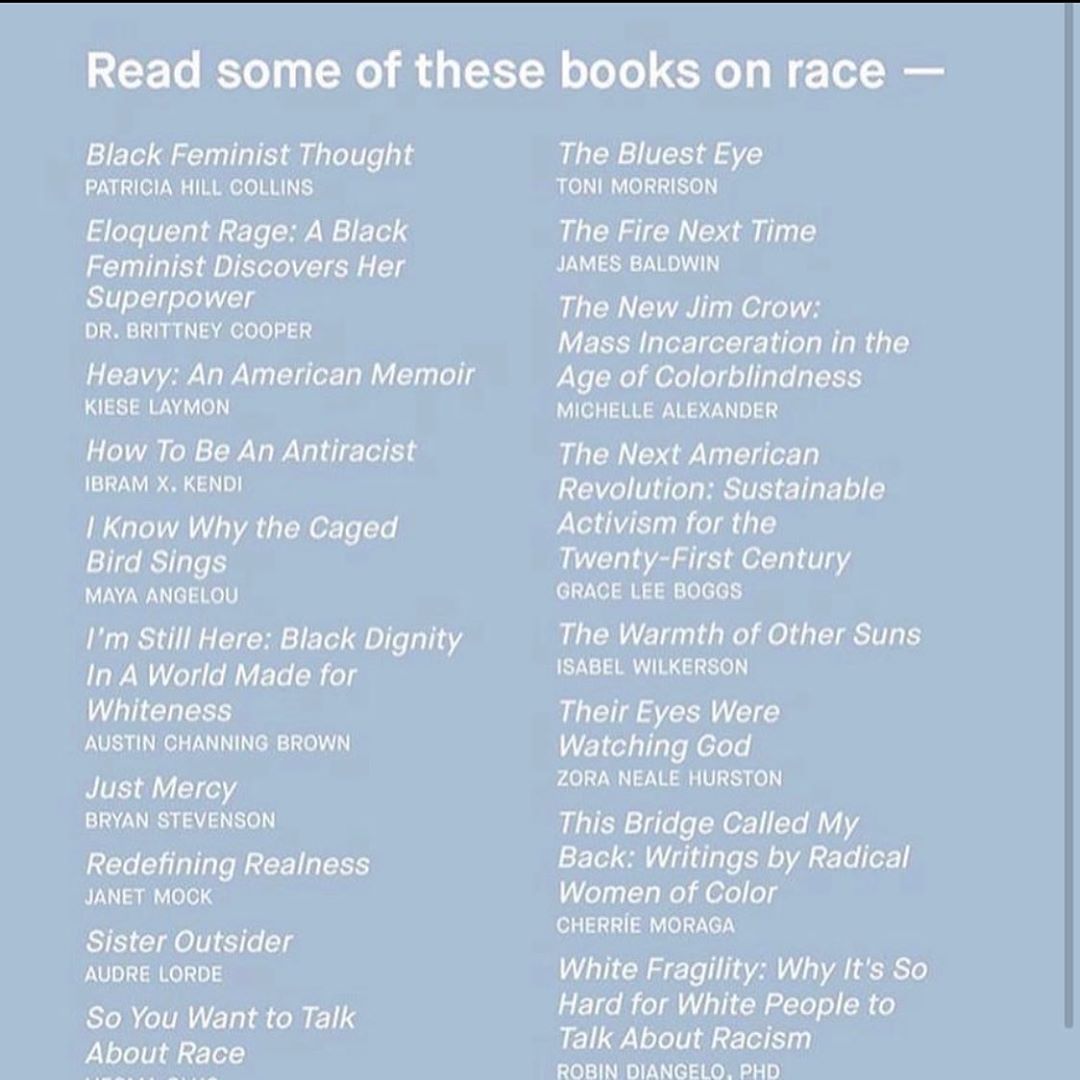 Read some of these books on race —
Black Feminist Thought
PATRICIA HILL COLLINS
Eloquent Rage: A Black
Feminist Discovers Her
Superpower
DR. BRITTNEY COOPER
Heavy: An American Memoir
KIESE LAYMON
How To Be An Antiracist
IBRAM X. KENDI
I Know Why the Caged
Bird Sings
MAYA ANGELOU
I'm Still Here: Black Dignity
In A World Made for
Whiteness
AUSTIN CHANNING BROWN
Just Mercy
BRYAN STEVENSON
Redefining Realness
JANET MOCK
Sister Outsider
AUDRE LORDE
So You Want to Talk
About Race
The Bluest Eye
TONI MORRISON
The Fire Next Time
JAMES BALDWIN
The New Jim Crow:
Mass Incarceration in the
Age of Colorblindness
MICHELLE ALEXANDER
The Next American
Revolution: Sustainable
Activism for the
Twenty-First Century
GRACE LEE BOGGS
The Warmth of Other Suns
ISABEL WILKERSON
Their Eyes Were
Watching God
ZORA NEALE HURSTON
This Bridge Called My
Back: Writings by Radical
Women of Color
CHERRÍE MORAGA
White Fragility: Why It's So
Hard for White People to
Talk About Racism
ROBIN DIANGELO, PHD